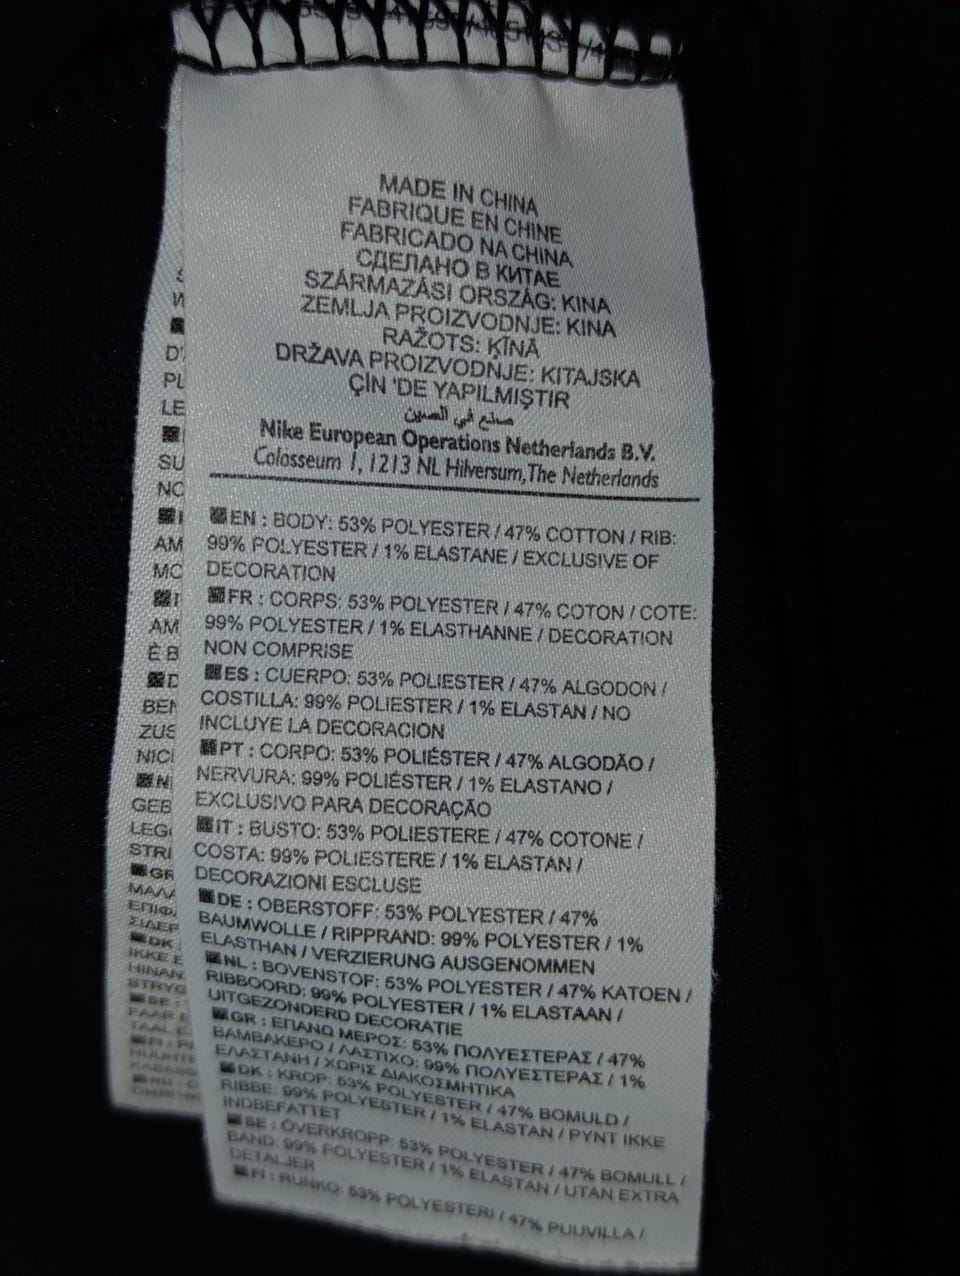 MADE IN CHINA
FABRIQUE EN CHINE
FABRICADO NA CHINA
СДЕЛАНО В КИТАЕ
SZÁRMAZÁSI ORSZÁG: KINA
ZEMLJA PROIZVODNJE: KINA
RAŽOTS: ĶĪNĀ
DRŽAVA PROIZVODNJE: KITAJSKA
ÇİN 'DE YAPILMIŞTIR
صنع في الصين
Nike European Operations Netherlands B.V.
Colosseum 1, 1213 NL Hilversum, The Netherlands
EN : BODY: 53% POLYESTER / 47% COTTON / RIB:
99% POLYESTER / 1% ELASTANE / EXCLUSIVE OF
DECORATION
FR : CORPS: 53% POLYESTER / 47% COTON / COTE:
99% POLYESTER / 1% ELASTHANNE / DECORATION
NON COMPRISE
ES : CUERPO: 53% POLIESTER / 47% ALGODON /
COSTILLA: 99% POLIESTER / 1% ELASTAN / NO
INCLUYE LA DECORACION
PT : CORPO: 53% POLIÉSTER / 47% ALGODÃO /
NERVURA: 99% POLIÉSTER / 1% ELASTANO /
EXCLUSIVO PARA DECORAÇÃO
IT : BUSTO: 53% POLIESTERE / 47% COTONE /
COSTA: 99% POLIESTERE / 1% ELASTAN /
DECORAZIONI ESCLUSE
DE : OBERSTOFF: 53% POLYESTER / 47%
BAUMWOLLE / RIPPRAND: 99% POLYESTER / 1%
ELASTHAN / VERZIERUNG AUSGENOMMEN
NL : BOVENSTOF: 53% POLYESTER / 47% KATOEN /
RIBBOORD: 99% POLYESTER / 1% ELASTAAN /
UITGEZONDERD DECORATIE
GR : ΕΠΑΝΩ ΜΕΡΟΣ: 53% ΠΟΛΥΕΣΤΕΡΑΣ / 47%
ΒΑΜΒΑΚΕΡΟ / ΛΑΣΤΙΧΟ: 99% ΠΟΛΥΕΣΤΕΡΑΣ / 1%
ΕΛΑΣΤΑΝΗ / ΧΩΡΙΣ ΔΙΑΚΟΣΜΗΤΙΚΑ
DK : KROP: 53% POLYESTER / 47% BOMULD /
RIBBE: 99% POLYESTER / 1% ELASTAN / PYNT IKKE
INDBEFATTET
SE : ÖVERKROPP: 53% POLYESTER / 47% BOMULL /
BAND: 99% POLYESTER / 1% ELASTAN / UTAN EXTRA
DETALJER
FI : RUNKO: 53% POLYESTERI / 47% PUUVILLA /